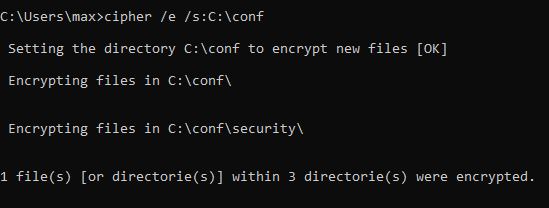 C:\Users\max>cipher /e /s:C:\conf
Setting the directory C:\conf to encrypt new files [OK]
Encrypting files in C:\conf\
Encrypting files in C:\conf\security\
1 file(s) [or directorie(s)] within 3 directorie(s) were encrypted.